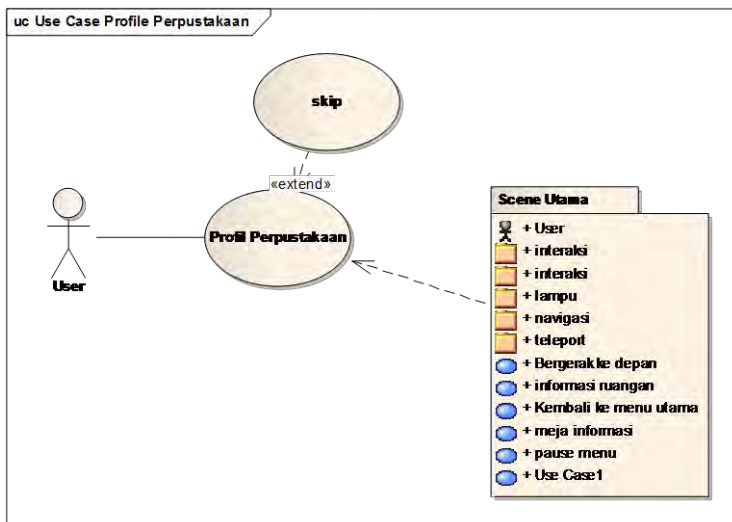 uc Use Case Profile Perpustakaan
skip
«extend»
Profil Perpustakaan
User
Scene Utama
+ User
+ interaksi
+ interaksi
+ lampu
+ navigasi
+ teleport
+ Bergerak ke depan
+ informasi ruangan
+ Kembali ke menu utama
+ meja informasi
+ pause menu
+ Use Case1